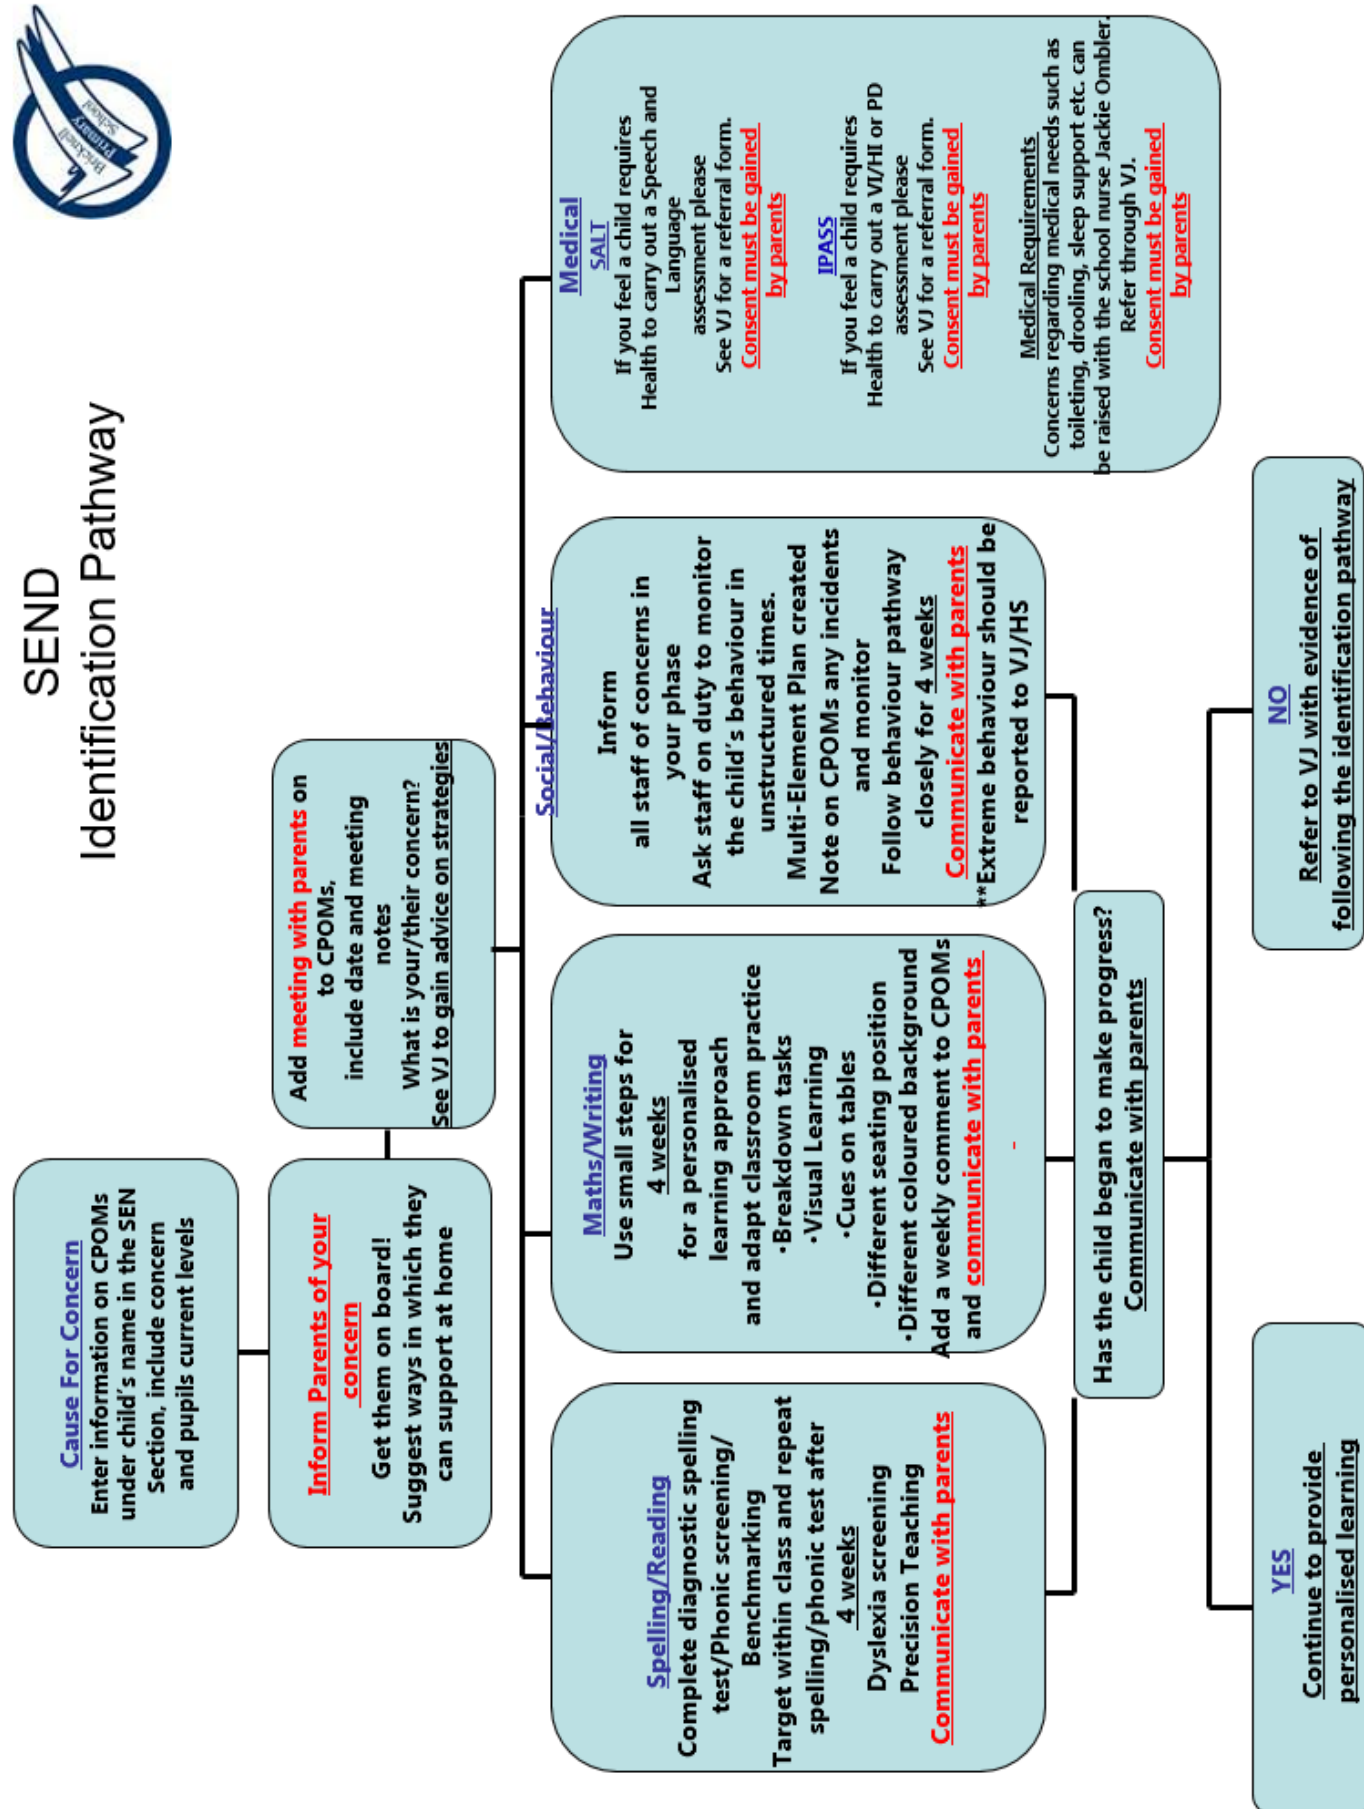 Bricknell
Primary
School
SEND
Identification Pathway
Cause For Concern
Enter information on CPOMs
under child's name in the SEN
Section, include concern
and pupils current levels
Inform Parents of your
concern
Get them on board!
Suggest ways in which they
can support at home
Add meeting with parents on
to CPOMs,
include date and meeting
notes
What is your/their concern?
See VJ to gain advice on strategies
Spelling/Reading
Complete diagnostic spelling
test/Phonic screening/
Benchmarking
Target within class and repeat
spelling/phonic test after
4 weeks
Dyslexia screening
Precision Teaching
Communicate with parents
Maths/Writing
Use small steps for
4 weeks
for a personalised
learning approach
and adapt classroom practice
•Breakdown tasks
•Visual Learning
•Cues on tables
•Different seating position
•Different coloured background
Add a weekly comment to CPOMs
and communicate with parents
Social/Behaviour
Inform
all staff of concerns in
your phase
Ask staff on duty to monitor
the child's behaviour in
unstructured times.
Multi-Element Plan created
Note on CPOMs any incidents
and monitor
Follow behaviour pathway
closely for 4 weeks
Communicate with parents
**Extreme behaviour should be
reported to VJ/HS
Medical
SALT
If you feel a child requires
Health to carry out a Speech and
Language
assessment please
See VJ for a referral form.
Consent must be gained
by parents
IPASS
If you feel a child requires
Health to carry out a VI/HI or PD
assessment please
See VJ for a referral form.
Consent must be gained
by parents
Medical Requirements
Concerns regarding medical needs such as
toileting, drooling, sleep support etc. can
be raised with the school nurse Jackie Ombler.
Refer through VJ.
Consent must be gained
by parents
Has the child began to make progress?
Communicate with parents
YES
Continue to provide
personalised learning
NO
Refer to VJ with evidence of
following the identification pathway